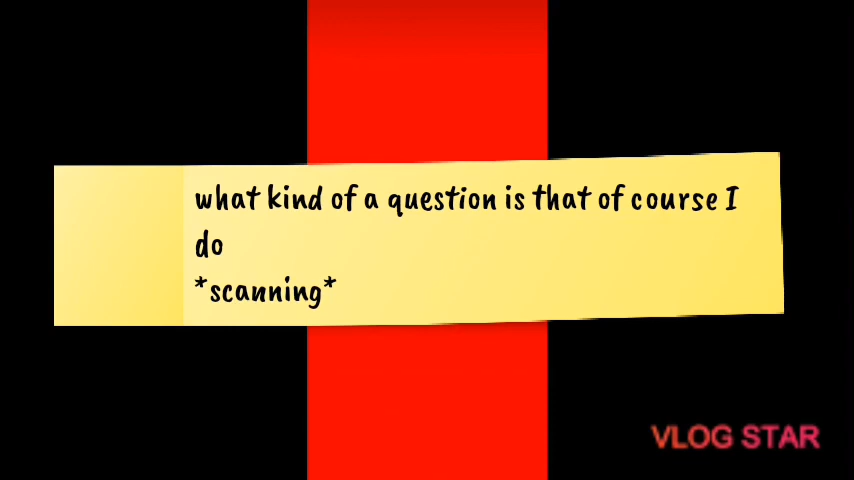 what kind of a question is that of course I
do
*scanning*
VLOG STAR